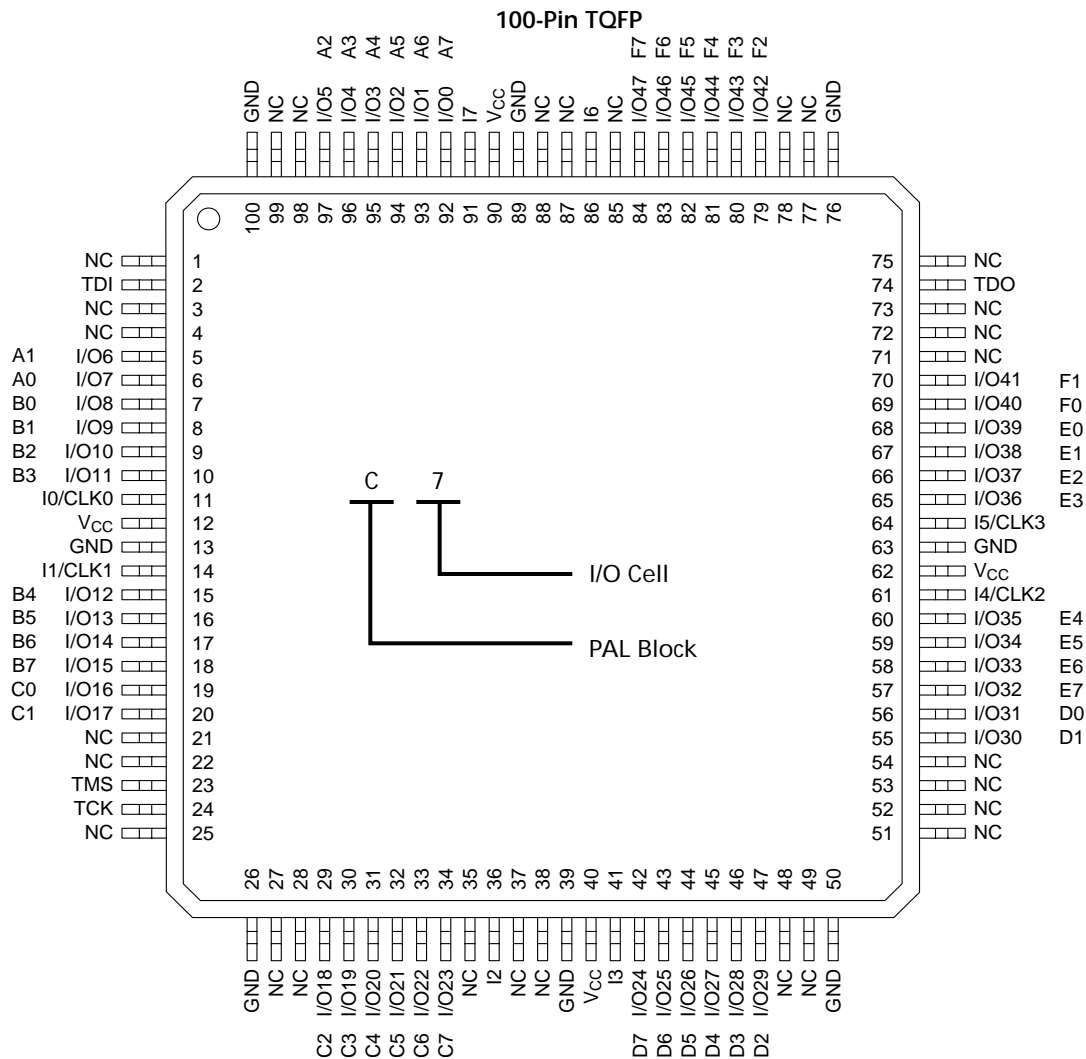 100-Pin TQFP
A2 A3 A4 A5 A6 A7 F7 F6 F5 F4 F3 F2
GND NC NC I/O5 I/O4 I/O3 I/O2 I/O1 I/O0 I7 VCC GND NC NC I6 NC I/O47 I/O46 I/O45 I/O44 I/O43 I/O42 NC NC GND
100 99 98 97 96 95 94 93 92 91 90 89 88 87 86 85 84 83 82 81 80 79 78 77 76
NC 1 75 NC
TDI 2 74 TDO
NC 3 73 NC
NC 4 72 NC
A1 I/O6 5 71 NC
A0 I/O7 6 70 I/O41 F1
B0 I/O8 7 69 I/O40 F0
B1 I/O9 8 68 I/O39 E0
B2 I/O10 9 67 I/O38 E1
B3 I/O11 10 66 I/O37 E2
I0/CLK0 11 C 7 65 I/O36 E3
VCC 12 64 I5/CLK3
GND 13 63 GND
I1/CLK1 14 I/O Cell 62 VCC
B4 I/O12 15 61 I4/CLK2
B5 I/O13 16 60 I/O35 E4
B6 I/O14 17 PAL Block 59 I/O34 E5
B7 I/O15 18 58 I/O33 E6
C0 I/O16 19 57 I/O32 E7
C1 I/O17 20 56 I/O31 D0
NC 21 55 I/O30 D1
NC 22 54 NC
TMS 23 53 NC
TCK 24 52 NC
NC 25 51 NC
26 27 28 29 30 31 32 33 34 35 36 37 38 39 40 41 42 43 44 45 46 47 48 49 50
GND NC NC I/O18 I/O19 I/O20 I/O21 I/O22 I/O23 NC I2 NC NC GND VCC I3 I/O24 I/O25 I/O26 I/O27 I/O28 I/O29 NC NC GND
C2 C3 C4 C5 C6 C7 D7 D6 D5 D4 D3 D2